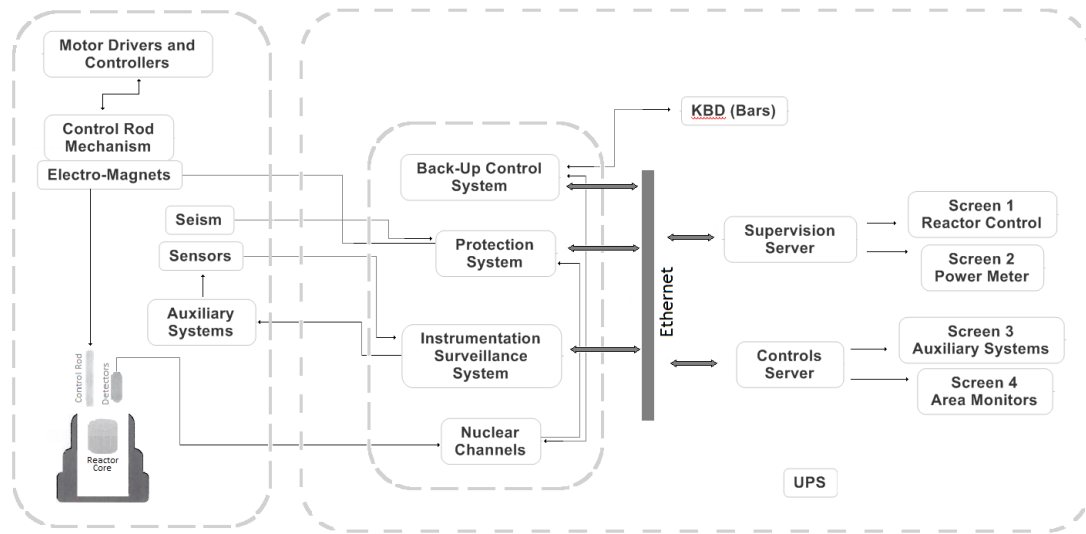 Motor Drivers and
Controllers
Control Rod
Mechanism
Electro-Magnets
Seism
Sensors
Auxiliary
Systems
Control Rod
Detectors
Reactor
Core
Back-Up Control
System
Protection
System
Instrumentation
Surveillance
System
Nuclear
Channels
KBD (Bars)
Ethernet
Supervision
Server
Controls
Server
Screen 1
Reactor Control
Screen 2
Power Meter
Screen 3
Auxiliary Systems
Screen 4
Area Monitors
UPS